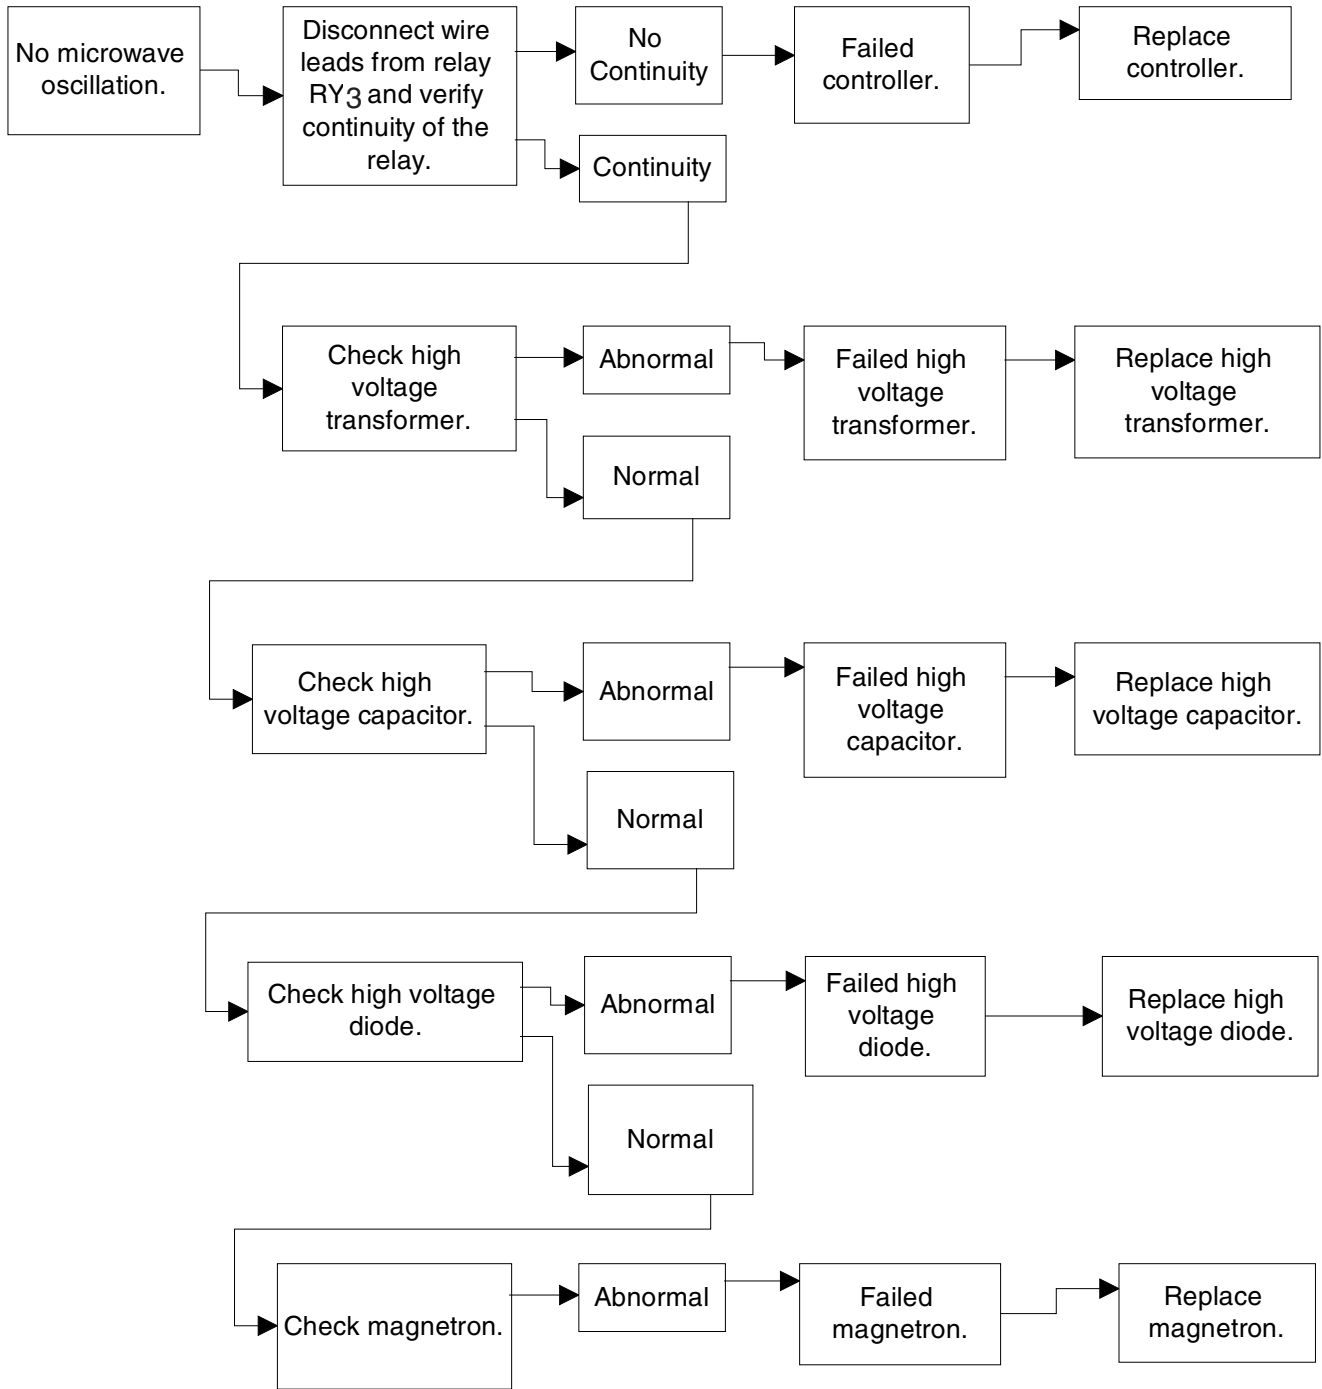 No microwave
oscillation.
Disconnect wire
leads from relay
RY3 and verify
continuity of the
relay.
No
Continuity
Failed
controller.
Replace
controller.
Continuity
Check high
voltage
transformer.
Abnormal
Failed high
voltage
transformer.
Replace high
voltage
transformer.
Normal
Check high
voltage capacitor.
Abnormal
Failed high
voltage
capacitor.
Replace high
voltage capacitor.
Normal
Check high voltage
diode.
Abnormal
Failed high
voltage
diode.
Replace high
voltage diode.
Normal
Check magnetron.
Abnormal
Failed
magnetron.
Replace
magnetron.